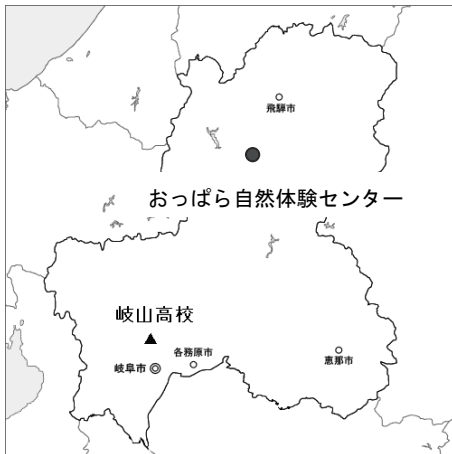 飛騨市
おっぱら自然体験センター
岐山高校
各務原市
恵那市
岐阜市